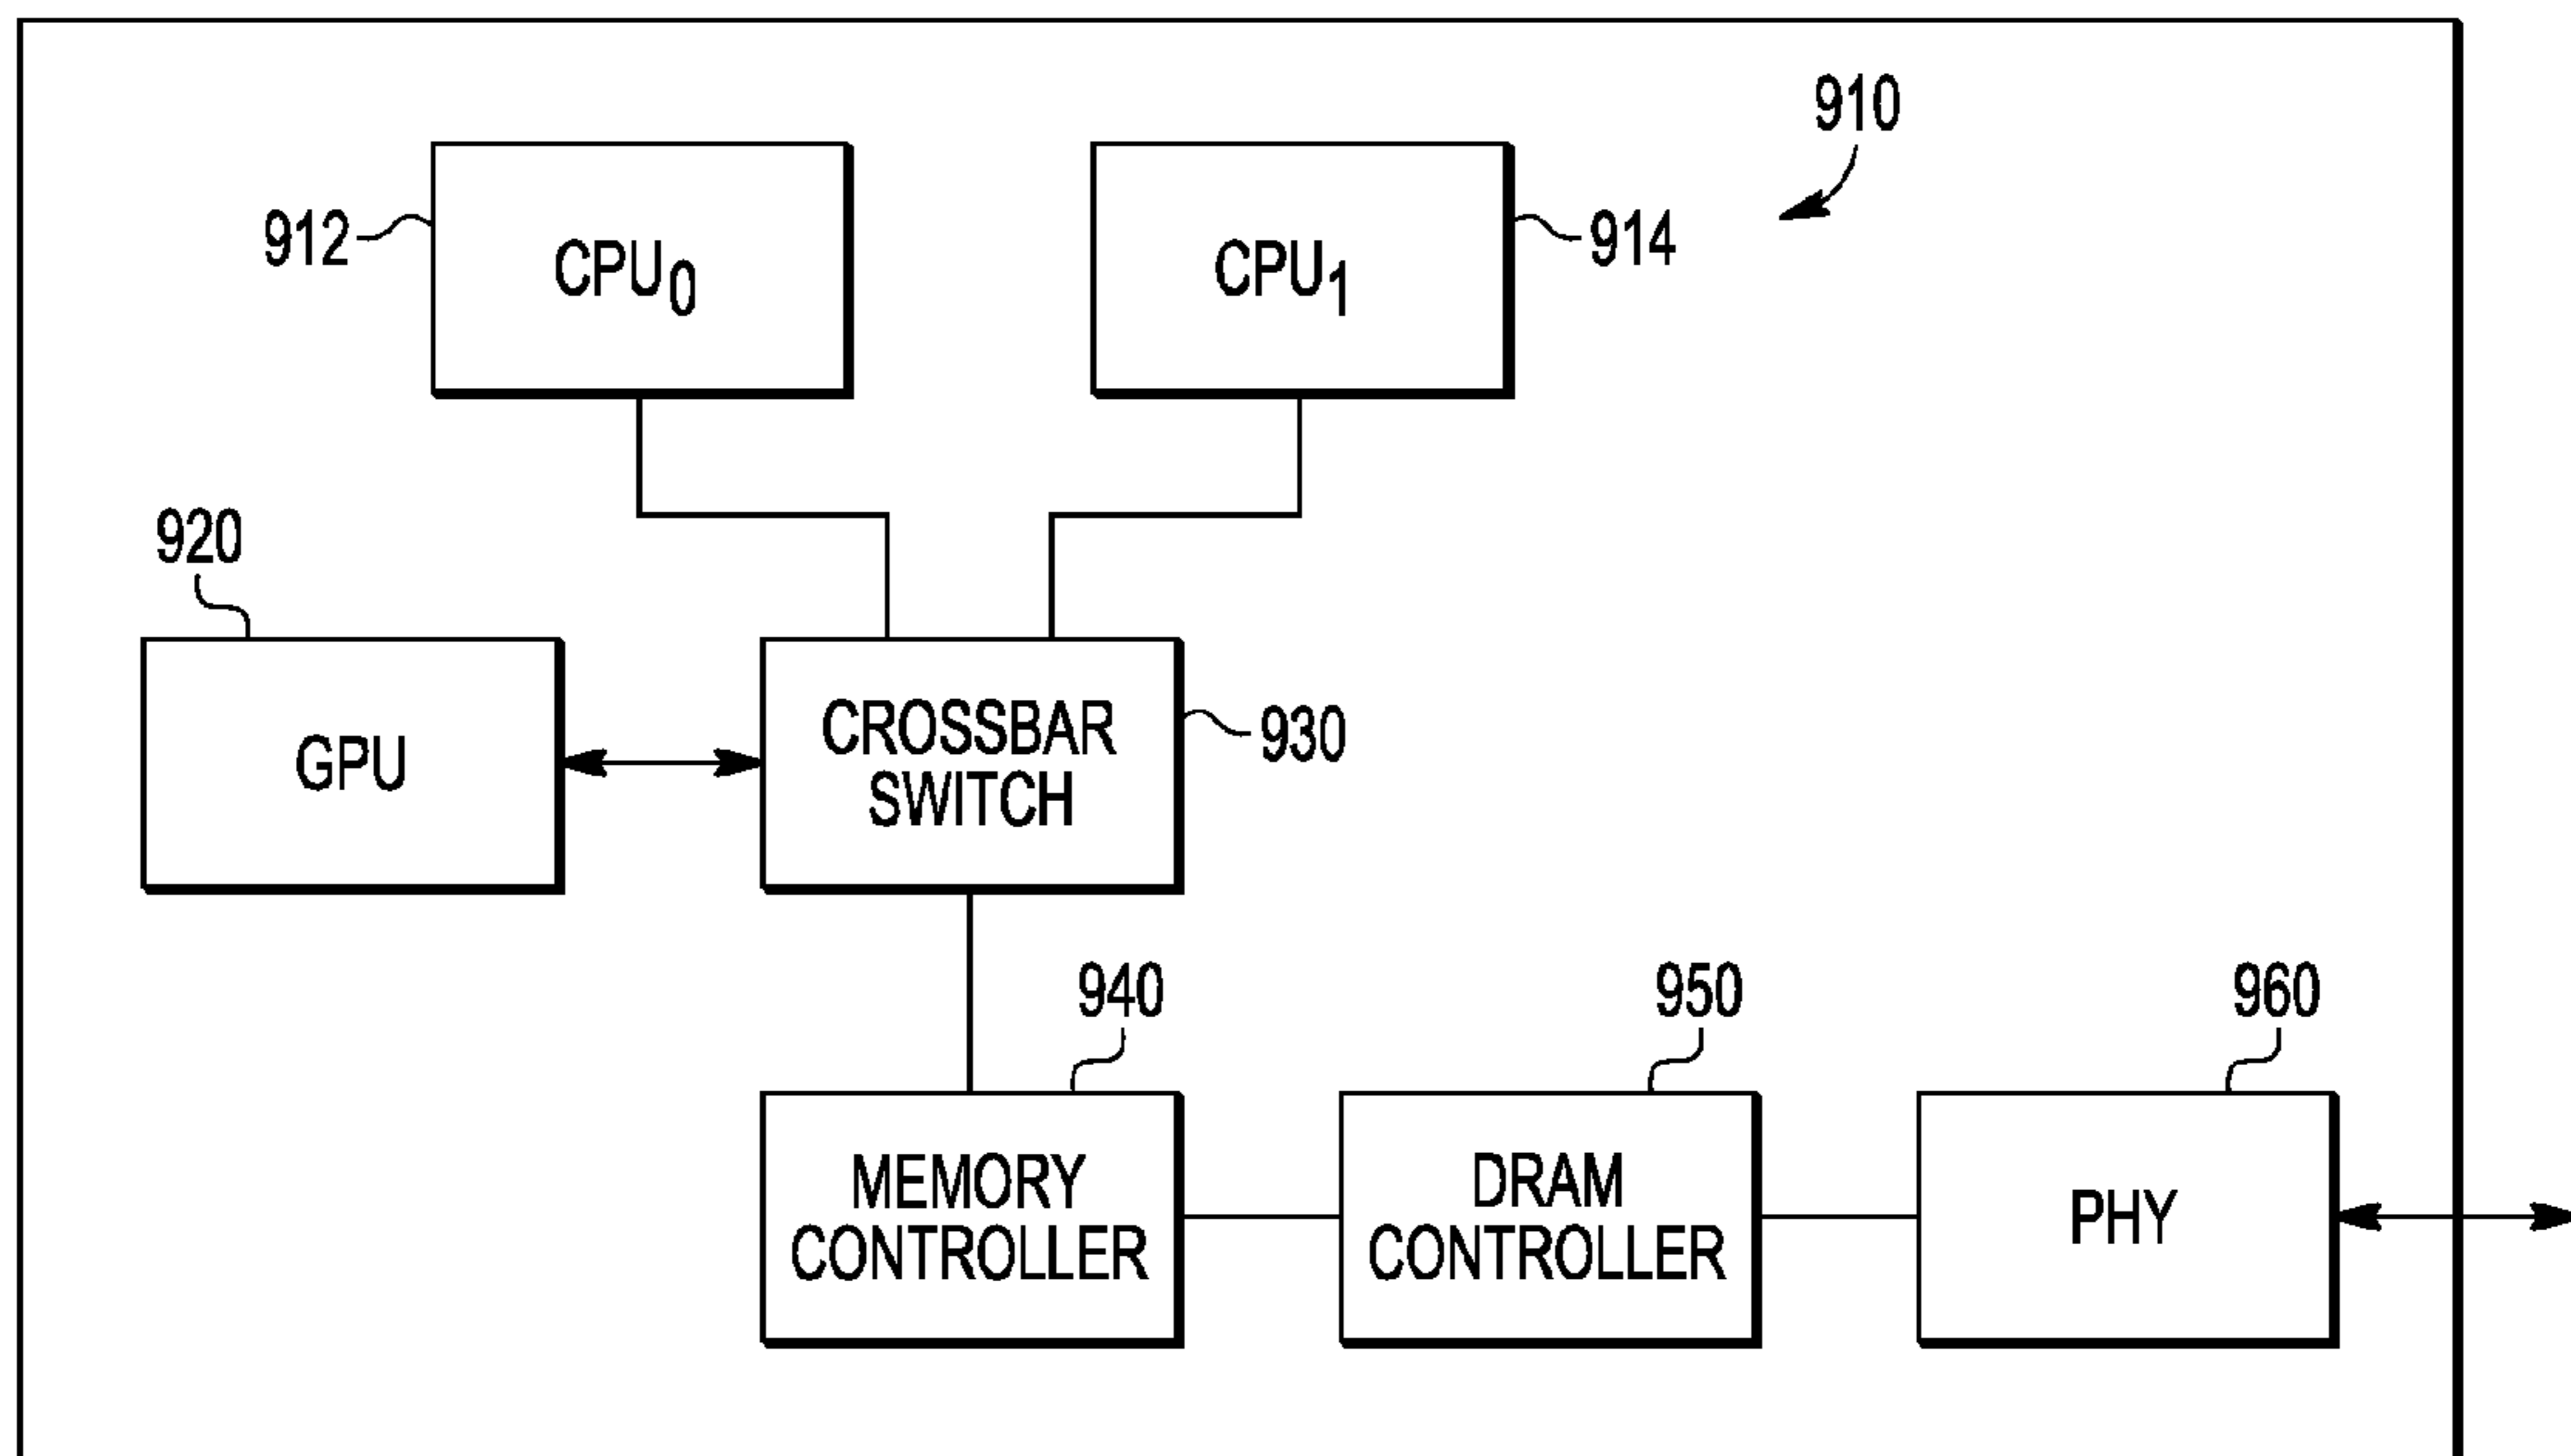 910
912
CPU0
CPU1
914
920
GPU
CROSSBAR
SWITCH
930
940
950
960
MEMORY
CONTROLLER
DRAM
CONTROLLER
PHY